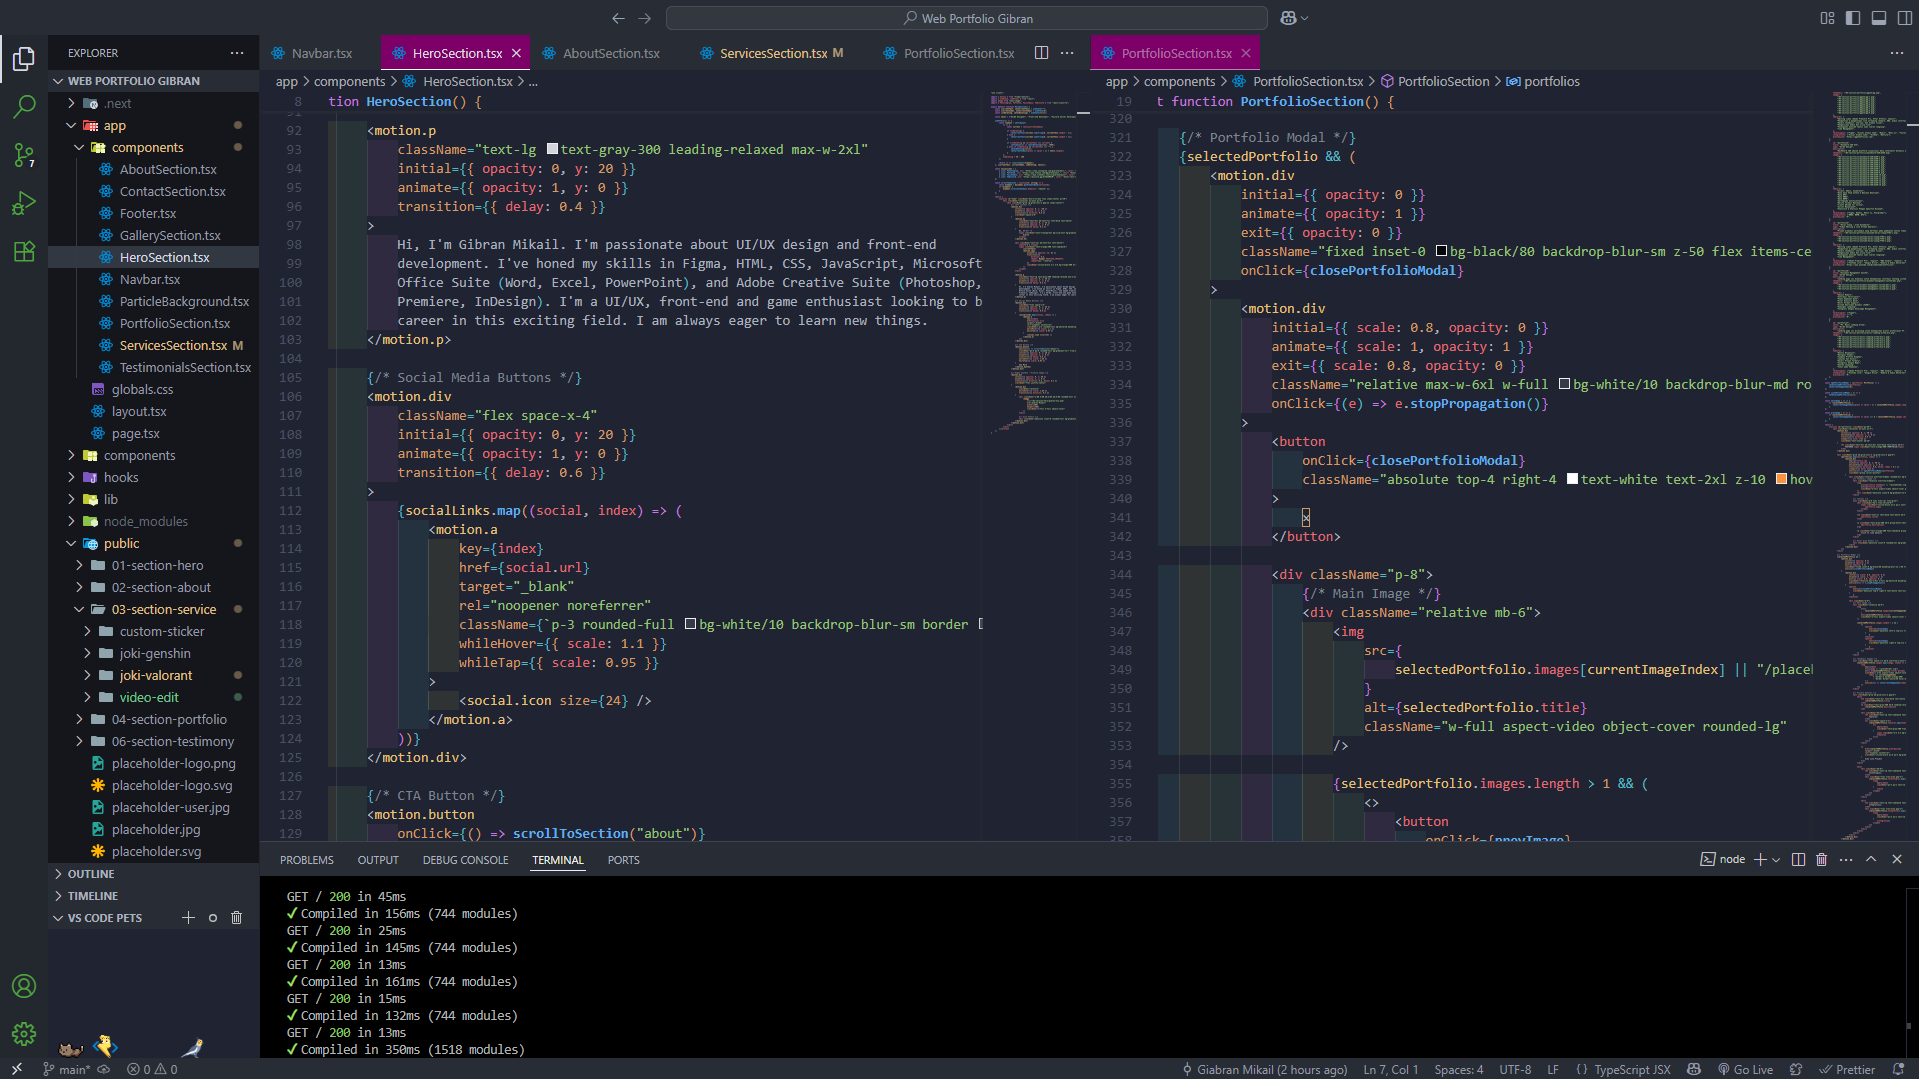 Web Portfolio Gibran
EXPLORER
WEB PORTFOLIO GIBRAN
.next
app
components
AboutSection.tsx
ContactSection.tsx
Footer.tsx
GallerySection.tsx
HeroSection.tsx
Navbar.tsx
ParticleBackground.tsx
PortfolioSection.tsx
ServicesSection.tsx M
TestimonialsSection.tsx
globals.css
layout.tsx
page.tsx
components
hooks
lib
node_modules
public
01-section-hero
02-section-about
03-section-service
custom-sticker
joki-genshin
joki-valorant
video-edit
04-section-portfolio
06-section-testimony
placeholder-logo.png
placeholder-logo.svg
placeholder-user.jpg
placeholder.jpg
placeholder.svg
OUTLINE
TIMELINE
VS CODE PETS
Navbar.tsx HeroSection.tsx AboutSection.tsx ServicesSection.tsx M PortfolioSection.tsx
app > components > HeroSection.tsx > ...
8 tion HeroSection() {
91
92 <motion.p
93 className="text-lg text-gray-300 leading-relaxed max-w-2xl"
94 initial={{ opacity: 0, y: 20 }}
95 animate={{ opacity: 1, y: 0 }}
96 transition={{ delay: 0.4 }}
97 >
98 Hi, I'm Gibran Mikail. I'm passionate about UI/UX design and front-end
99 development. I've honed my skills in Figma, HTML, CSS, JavaScript, Microsoft
100 Office Suite (Word, Excel, PowerPoint), and Adobe Creative Suite (Photoshop,
101 Premiere, InDesign). I'm a UI/UX, front-end and game enthusiast looking to b
102 career in this exciting field. I am always eager to learn new things.
103 </motion.p>
104
105 {/* Social Media Buttons */}
106 <motion.div
107 className="flex space-x-4"
108 initial={{ opacity: 0, y: 20 }}
109 animate={{ opacity: 1, y: 0 }}
110 transition={{ delay: 0.6 }}
111 >
112 {socialLinks.map((social, index) => (
113 <motion.a
114 key={index}
115 href={social.url}
116 target="_blank"
117 rel="noopener noreferrer"
118 className={`p-3 rounded-full bg-white/10 backdrop-blur-sm border
119 whileHover={{ scale: 1.1 }}
120 whileTap={{ scale: 0.95 }}
121 >
122 <social.icon size={24} />
123 </motion.a>
124 ))}
125 </motion.div>
126
127 {/* CTA Button */}
128 <motion.button
129 onClick={() => scrollToSection("about")}
PortfolioSection.tsx
app > components > PortfolioSection.tsx > PortfolioSection > portfolios
19 t function PortfolioSection() {
320
321 {/* Portfolio Modal */}
322 {selectedPortfolio && (
323 <motion.div
324 initial={{ opacity: 0 }}
325 animate={{ opacity: 1 }}
326 exit={{ opacity: 0 }}
327 className="fixed inset-0 bg-black/80 backdrop-blur-sm z-50 flex items-ce
328 onClick={closePortfolioModal}
329 >
330 <motion.div
331 initial={{ scale: 0.8, opacity: 0 }}
332 animate={{ scale: 1, opacity: 1 }}
333 exit={{ scale: 0.8, opacity: 0 }}
334 className="relative max-w-6xl w-full bg-white/10 backdrop-blur-md ro
335 onClick={(e) => e.stopPropagation()}
336 >
337 <button
338 onClick={closePortfolioModal}
339 className="absolute top-4 right-4 text-white text-2xl z-10 hov
340 >
341 ×
342 </button>
343
344 <div className="p-8">
345 {/* Main Image */}
346 <div className="relative mb-6">
347 <img
348 src={
349 selectedPortfolio.images[currentImageIndex] || "/placel
350 }
351 alt={selectedPortfolio.title}
352 className="w-full aspect-video object-cover rounded-lg"
353 />
354
355 {selectedPortfolio.images.length > 1 && (
356 <>
357 <button
358 onClick={prevImage}
PROBLEMS OUTPUT DEBUG CONSOLE TERMINAL PORTS
node
GET / 200 in 45ms
✓ Compiled in 156ms (744 modules)
GET / 200 in 25ms
✓ Compiled in 145ms (744 modules)
GET / 200 in 13ms
✓ Compiled in 161ms (744 modules)
GET / 200 in 15ms
✓ Compiled in 132ms (744 modules)
GET / 200 in 13ms
✓ Compiled in 350ms (1518 modules)
main* 0 0 Giabran Mikail (2 hours ago) Ln 7, Col 1 Spaces: 4 UTF-8 LF {} TypeScript JSX Go Live Prettier
7